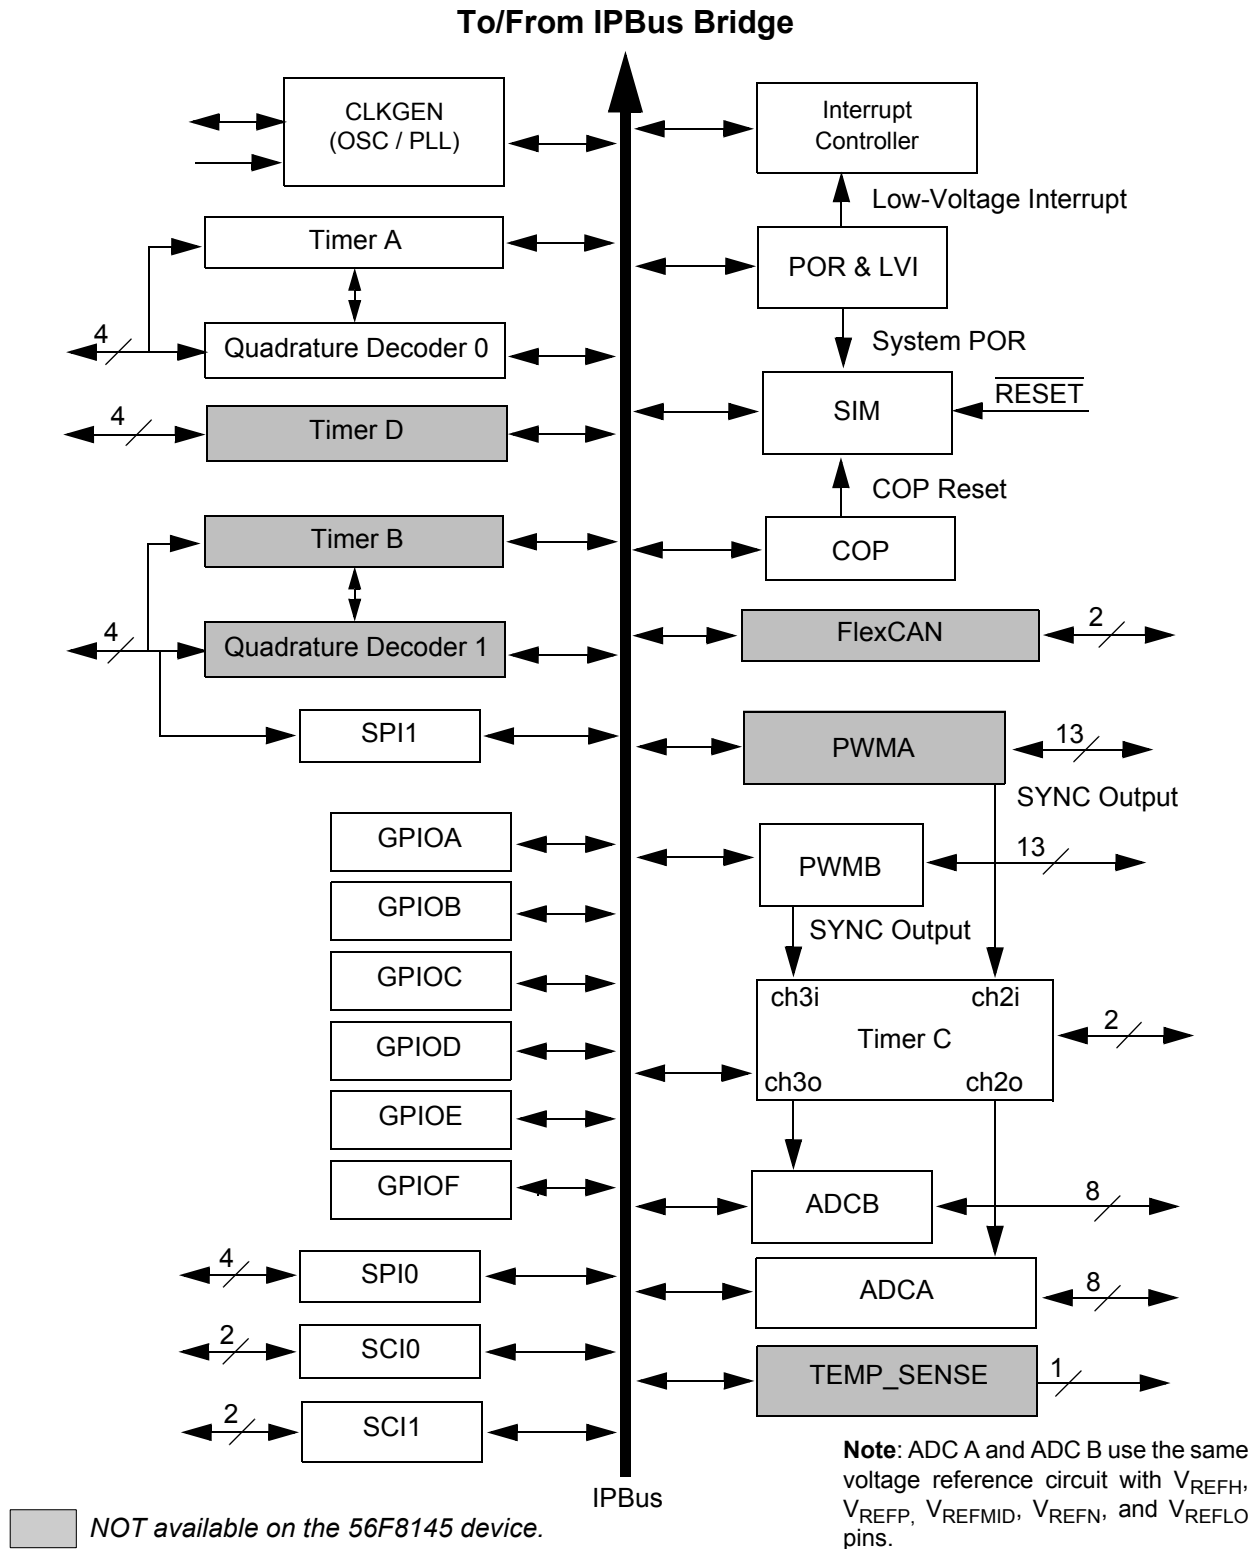 To/From IPBus Bridge
CLKGEN
(OSC / PLL)
Interrupt
Controller
Low-Voltage Interrupt
Timer A
POR & LVI
4
Quadrature Decoder 0
System POR
SIM
RESET
4
Timer D
COP Reset
Timer B
COP
4
Quadrature Decoder 1
FlexCAN
2
SPI1
PWMA
13
SYNC Output
GPIOA
PWMB
13
GPIOB
SYNC Output
GPIOC
ch3i
ch2i
GPIOD
Timer C
2
ch3o
ch2o
GPIOE
GPIOF
ADCB
8
4
SPI0
ADCA
8
2
SCI0
TEMP_SENSE
1
2
SCI1
IPBus
Note: ADC A and ADC B use the same
voltage reference circuit with VREFH,
VREFP, VREFMID, VREFN, and VREFLO
pins.
NOT available on the 56F8145 device.